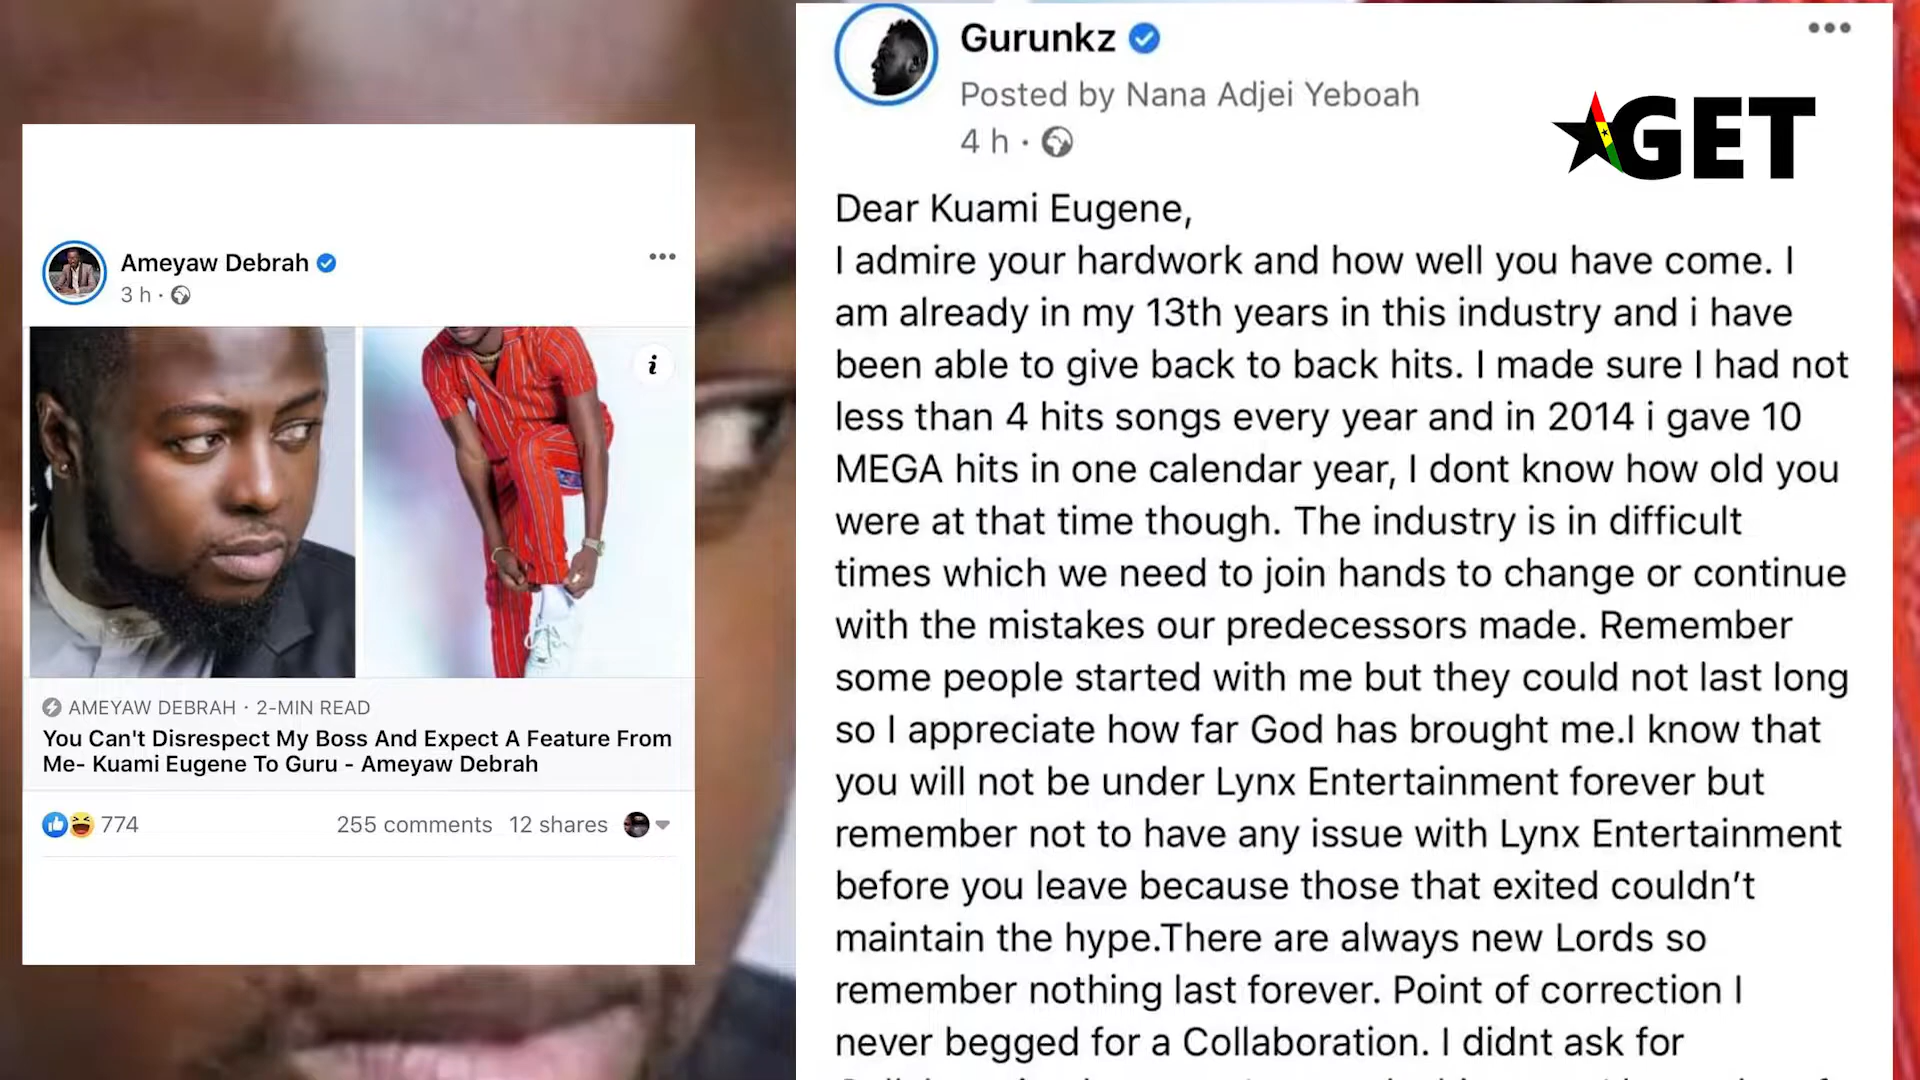 Ameyaw Debrah
3 h ·
i
AMEYAW DEBRAH · 2-MIN READ
You Can't Disrespect My Boss And Expect A Feature From
Me- Kuami Eugene To Guru - Ameyaw Debrah
774
255 comments 12 shares
Gurunkz
Posted by Nana Adjei Yeboah
4 h ·
GET
Dear Kuami Eugene,
I admire your hardwork and how well you have come. I
am already in my 13th years in this industry and i have
been able to give back to back hits. I made sure I had not
less than 4 hits songs every year and in 2014 i gave 10
MEGA hits in one calendar year, I dont know how old you
were at that time though. The industry is in difficult
times which we need to join hands to change or continue
with the mistakes our predecessors made. Remember
some people started with me but they could not last long
so I appreciate how far God has brought me.I know that
you will not be under Lynx Entertainment forever but
remember not to have any issue with Lynx Entertainment
before you leave because those that exited couldn’t
maintain the hype.There are always new Lords so
remember nothing last forever. Point of correction I
never begged for a Collaboration. I didnt ask for